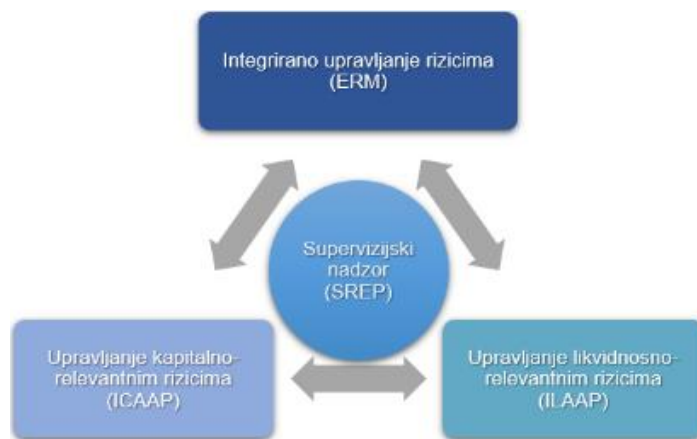 Integrirano upravljanje rizicima
(ERM)
Supervizijski
nadzor
(SREP)
Upravljanje kapitalno-
relevantnim rizicima
(ICAAP)
Upravljanje likvidnosno-
relevantnim rizicima
(ILAAP)